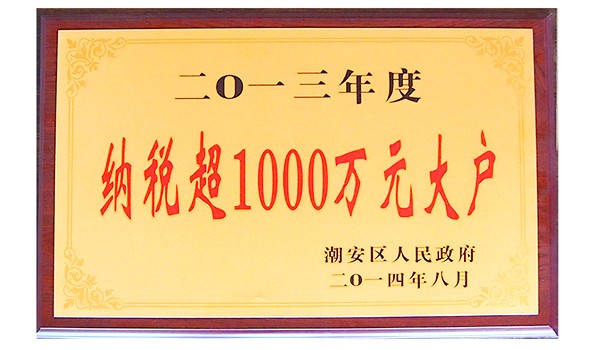 二O一三年度
纳税超1000万元大户
潮安区人民政府
二O一四年八月